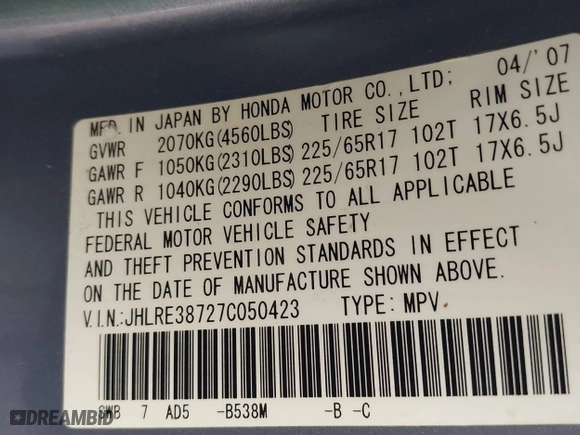 MFD. IN JAPAN BY HONDA MOTOR CO.,LTD; 04/'07
GVWR 2070KG(4560LBS) TIRE SIZE RIM SIZE
GAWR F 1050KG(2310LBS) 225/65R17 102T 17X6.5J
GAWR R 1040KG(2290LBS) 225/65R17 102T 17X6.5J
THIS VEHICLE CONFORMS TO ALL APPLICABLE
FEDERAL MOTOR VEHICLE SAFETY
AND THEFT PREVENTION STANDARDS IN EFFECT
ON THE DATE OF MANUFACTURE SHOWN ABOVE.
V.I.N.:JHLRE38727C050423 TYPE: MPV
SWB 7 AD5 -B538M -B -C
DREAMBID